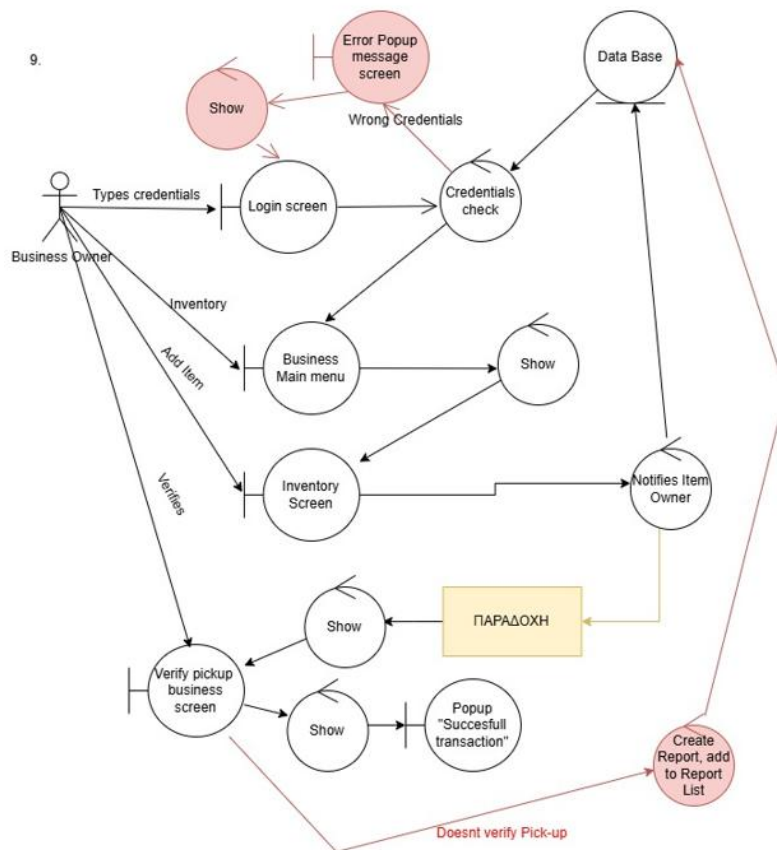 9.
Error Popup
message
screen
Data Base
Show
Wrong Credentials
Types credentials
Login screen
Credentials
check
Business Owner
Inventory
Business
Main menu
Show
Add Item
Inventory
Screen
Notifies Item
Owner
Verifies
ΠΑΡΑΔΟΧΗ
Show
Verify pickup
business
screen
Show
Popup
"Succesfull
transaction"
Create
Report, add
to Report
List
Doesnt verify Pick-up